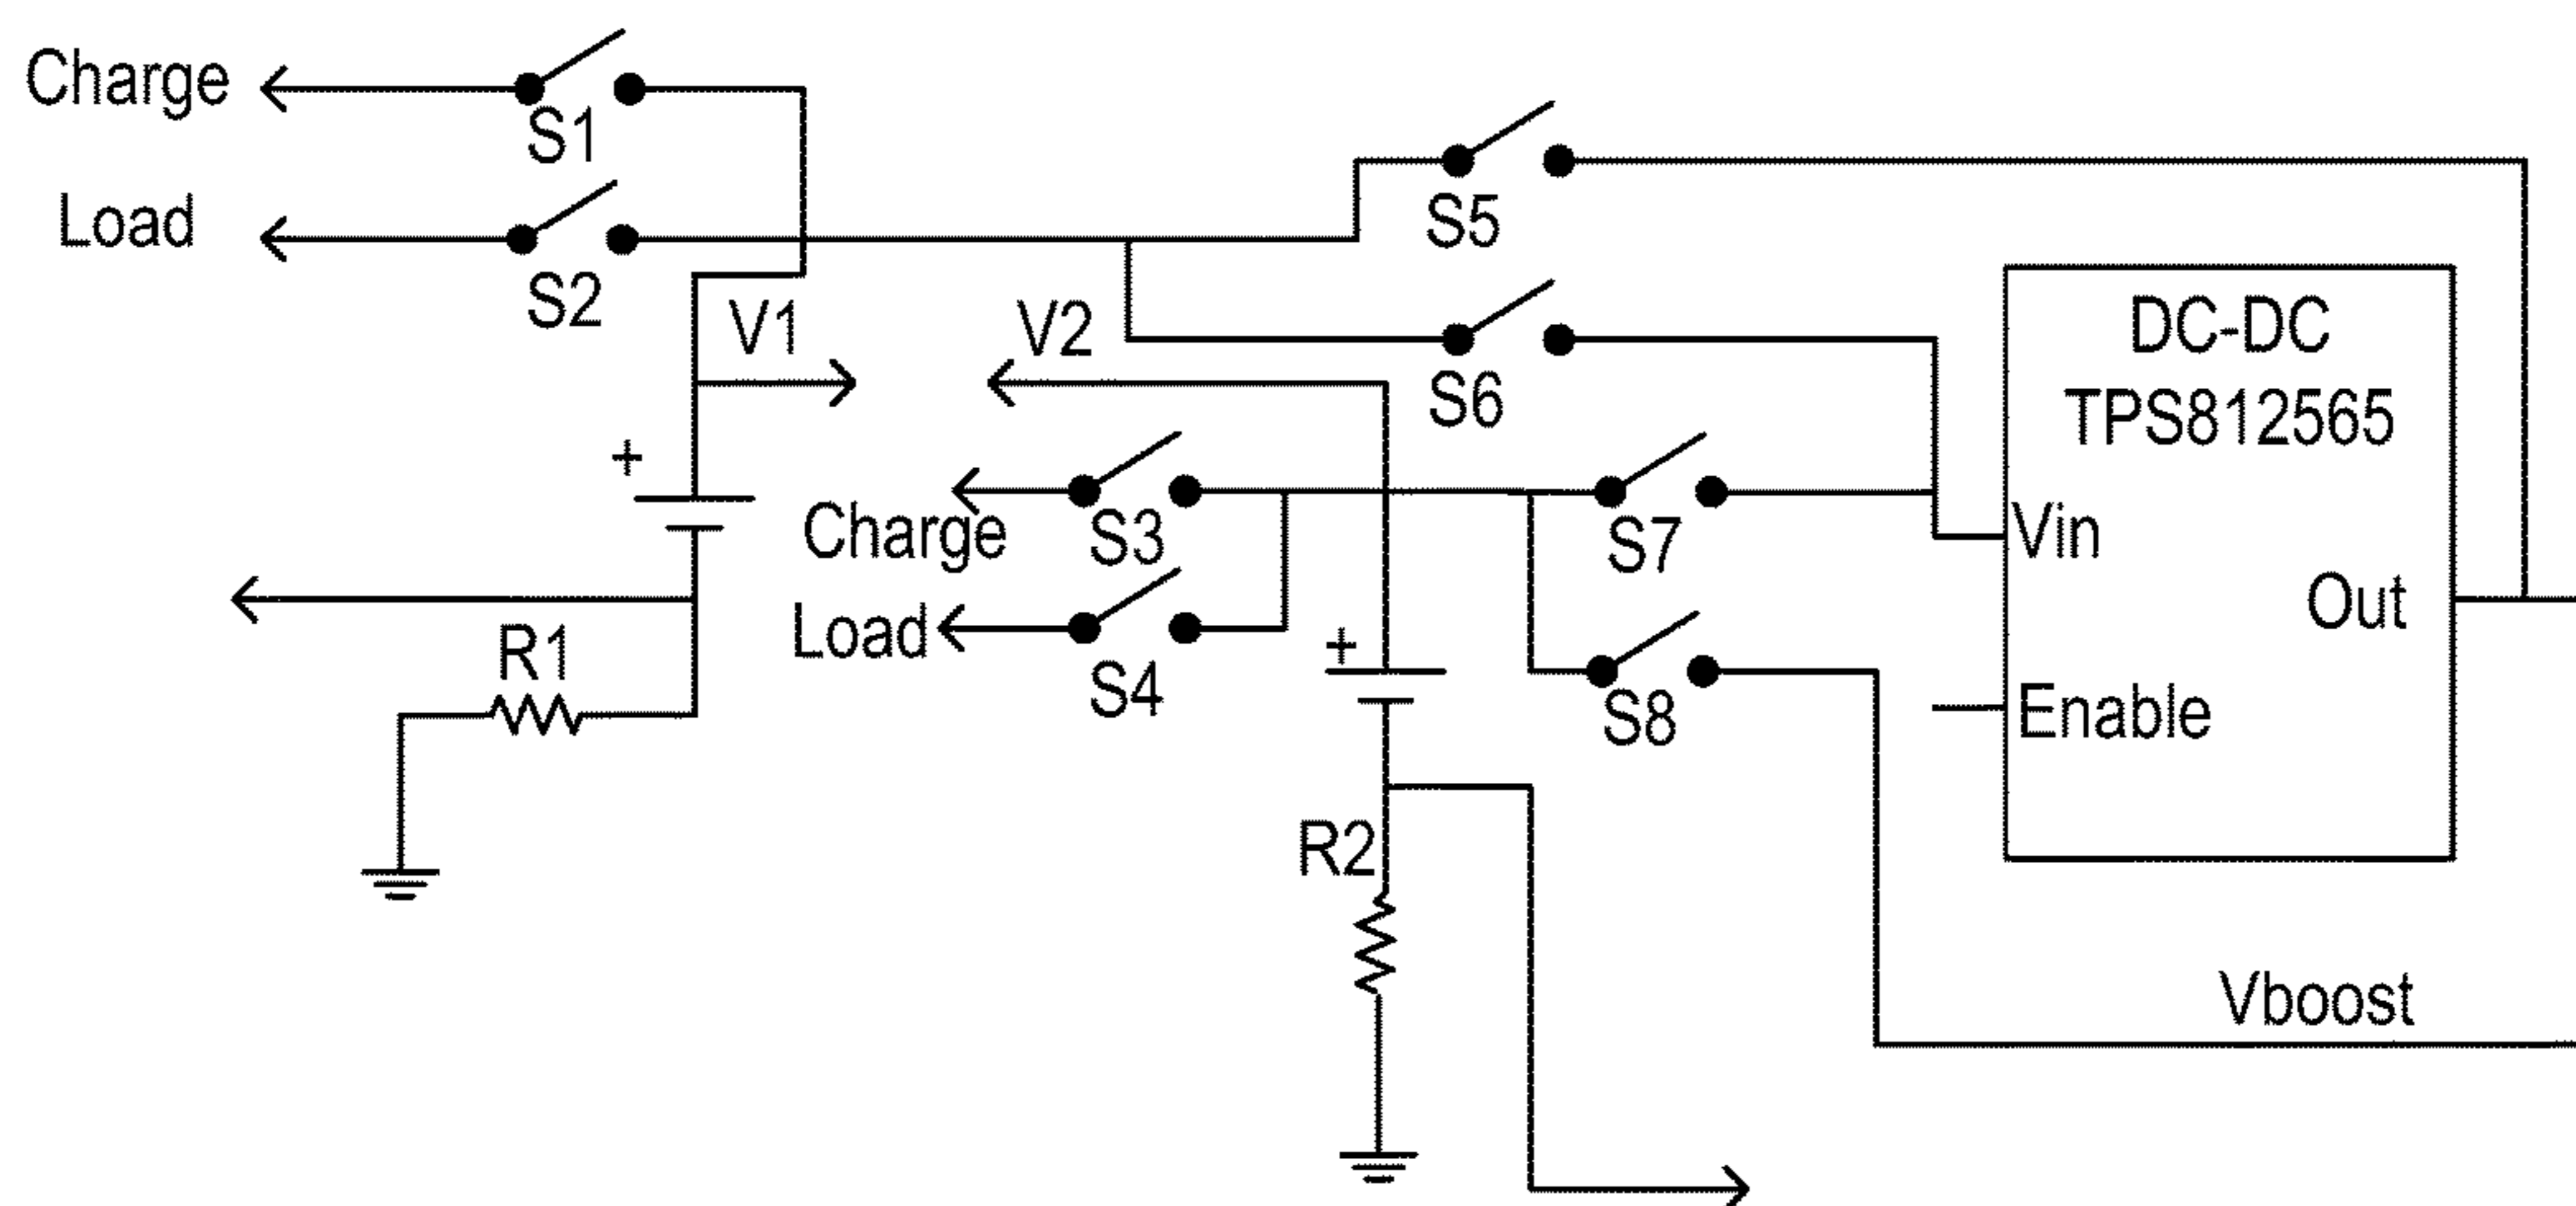 Charge
S1
Load
S2
S5
V1
V2
S6
DC-DC
TPS812565
Charge
S3
S7
Vin
Load
S4
Out
R1
+
+
S8
Enable
R2
Vboost